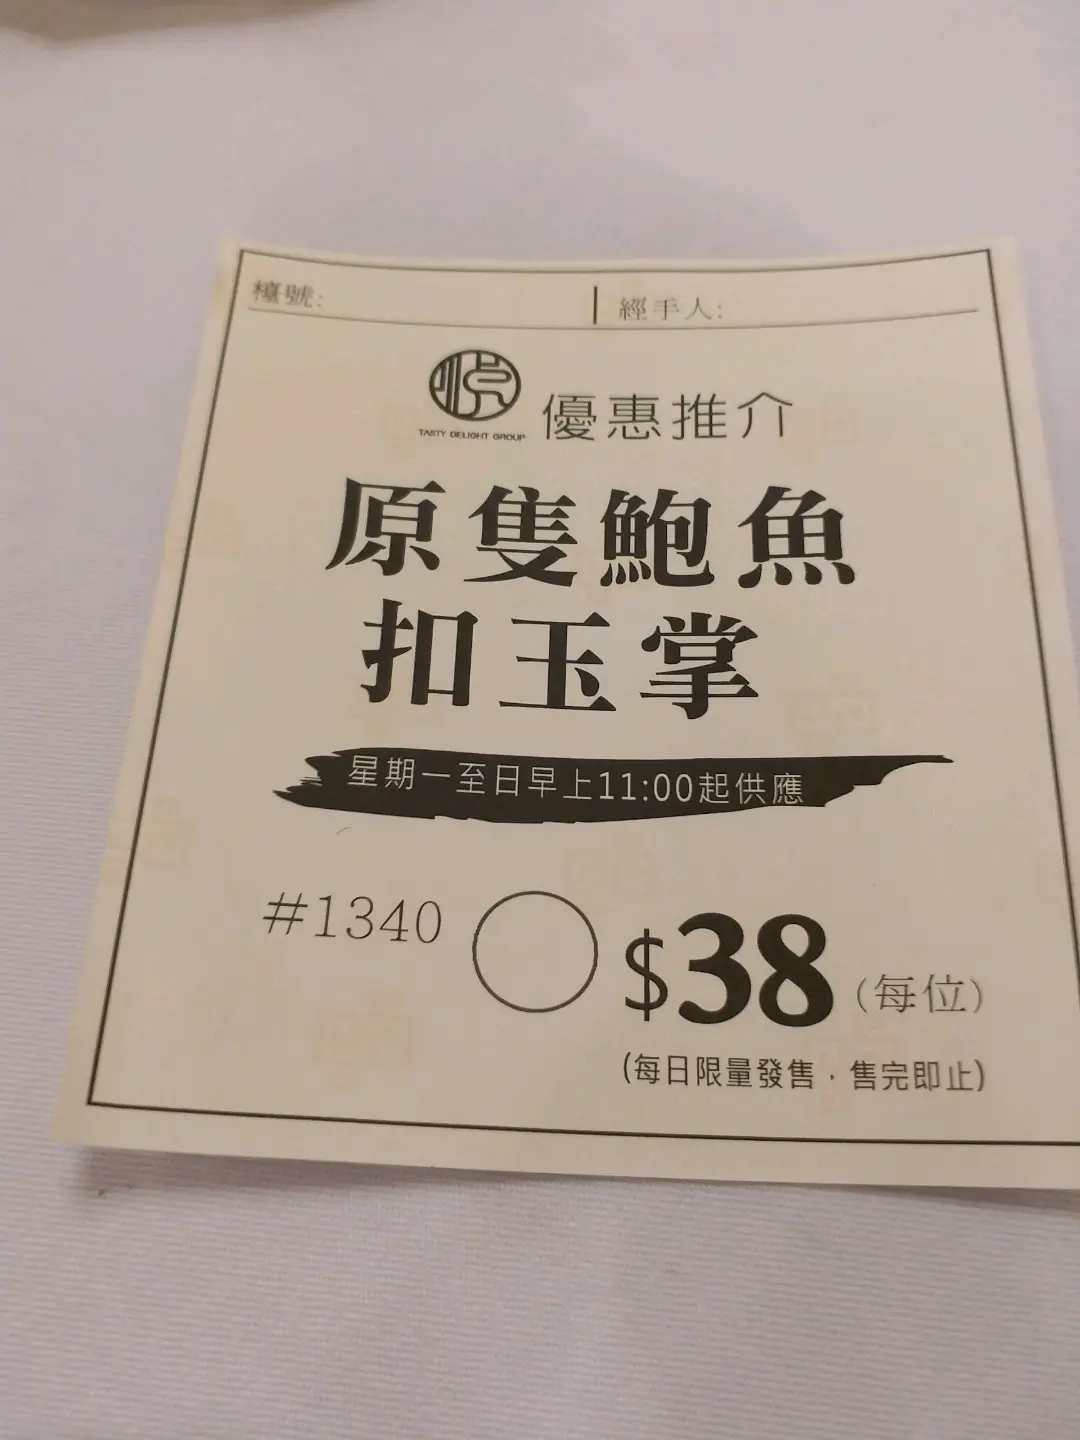 檯號:
經手人:
TASTY DELIGHT GROUP
優惠推介
原隻鮑魚
扣玉掌
星期一至日早上11:00起供應
#1340
$38 (每位)
(每日限量發售，售完即止)